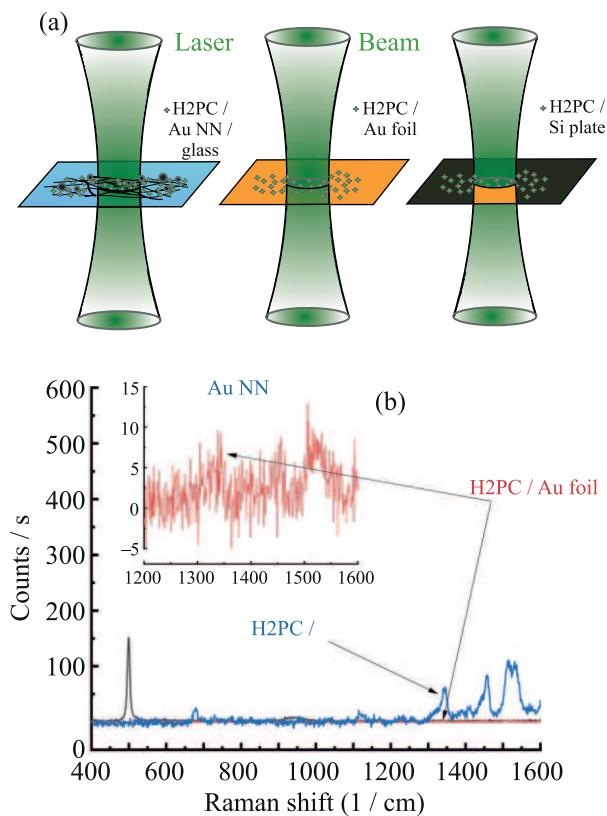 (a)
Laser Beam
H2PC /
Au NN /
glass
H2PC /
Au foil
H2PC /
Si plate
(b)
600
500
400
300
200
150
100
0
Counts / s
15
10
5
0
−5
1200 1300 1400 1500 1600
Au NN
H2PC / Au foil
H2PC /
400 600 800 1000 1200 1400 1600
Raman shift (1 / cm)